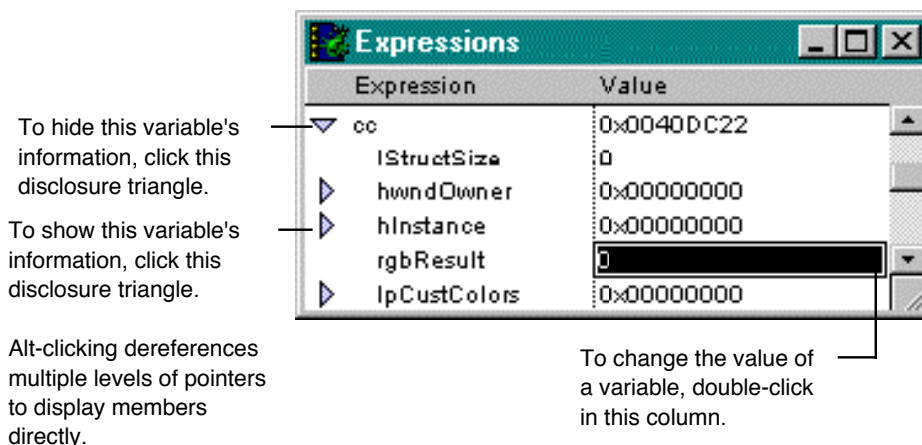 Expressions
Expression Value
cc 0x0040DC22
lStructSize 0
hwndOwner 0x00000000
hInstance 0x00000000
rgbResult 0
lpCustColors 0x00000000
To hide this variable's
information, click this
disclosure triangle.
To show this variable's
information, click this
disclosure triangle.
Alt-clicking dereferences
multiple levels of pointers
to display members
directly.
To change the value of
a variable, double-click
in this column.